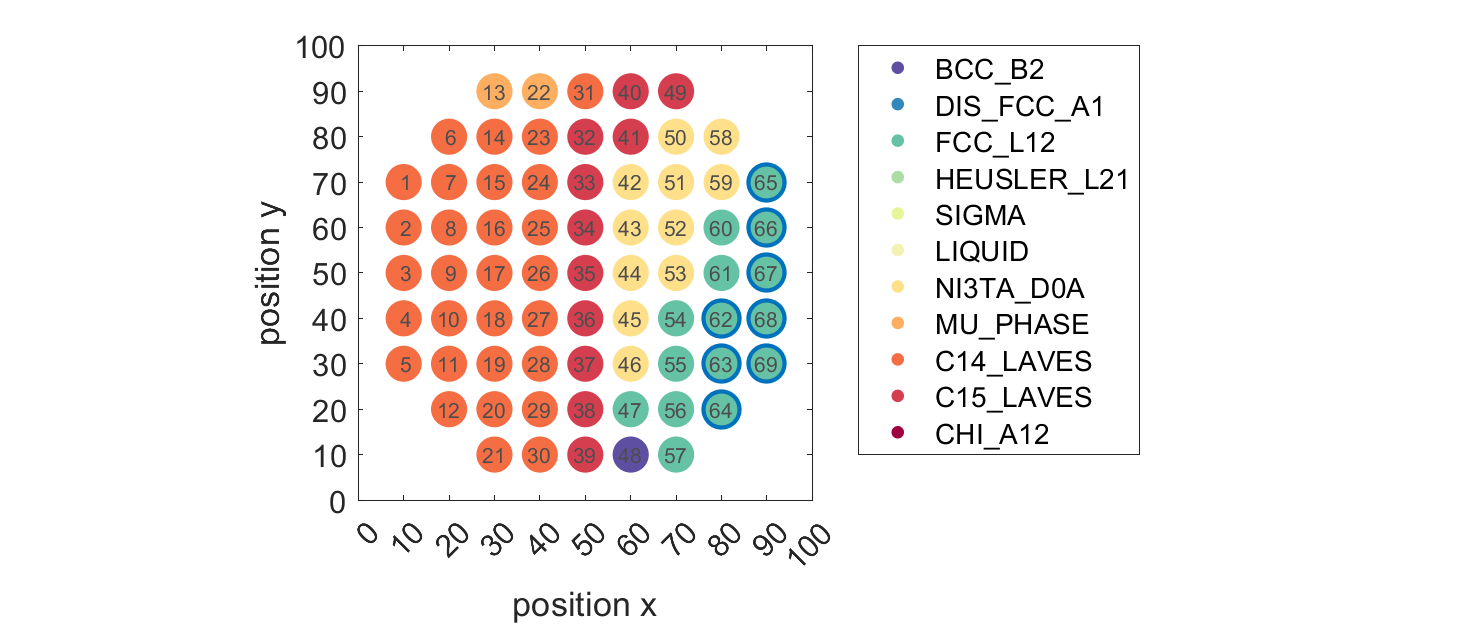 100
90
80
70
60
50
40
30
20
10
0
position y
13 22 31 40 49
6 14 23 32 41 50 58
1 7 15 24 33 42 51 59 65
2 8 16 25 34 43 52 60 66
3 9 17 26 35 44 53 61 67
4 10 18 27 36 45 54 62 68
5 11 19 28 37 46 55 63 69
12 20 29 38 47 56 64
21 30 39 48 57
0 10 20 30 40 50 60 70 80 90 100
position x
BCC_B2
DIS_FCC_A1
FCC_L12
HEUSLER_L21
SIGMA
LIQUID
NI3TA_D0A
MU_PHASE
C14_LAVES
C15_LAVES
CHI_A12